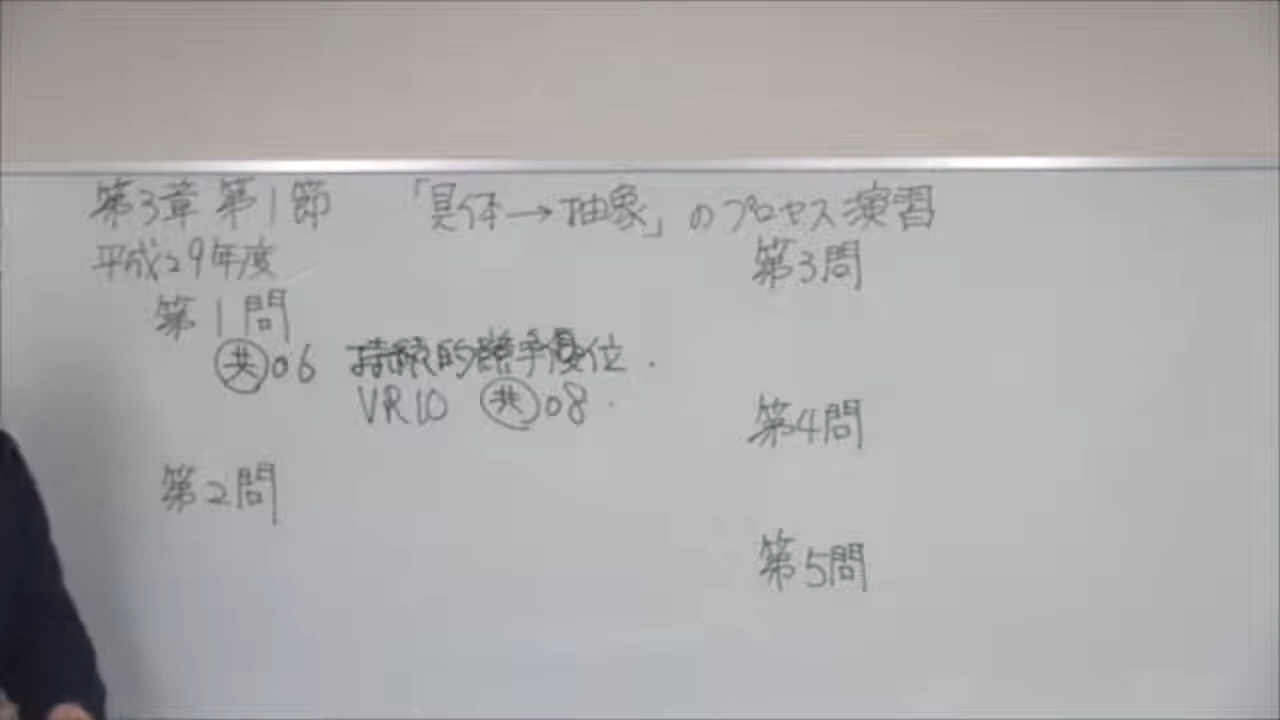 第3章 第1節 「具体→抽象」のプロセス演習
平成29年度
第1問
共06 持続的競争優位.
VRIO 共08.
第2問
第3問
第4問
第5問